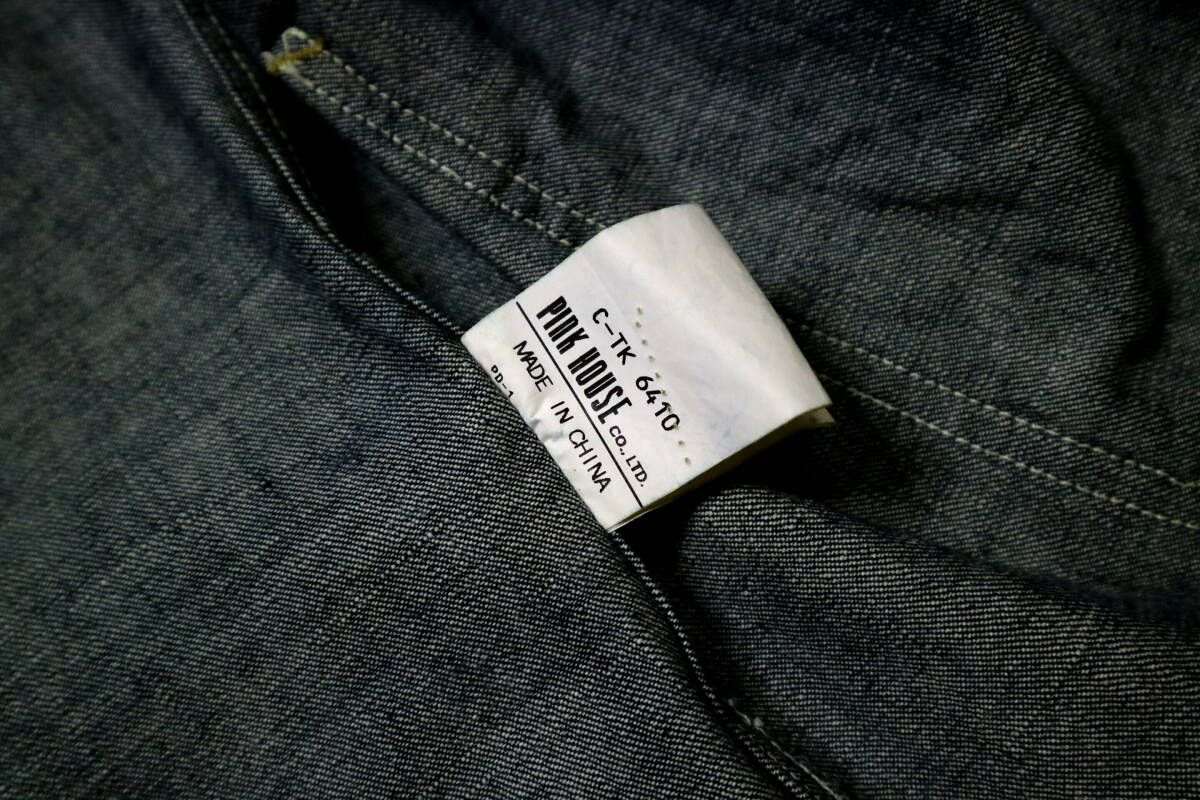 C-TK 6410
PINK HOUSE CO., LTD.
MADE IN CHINA